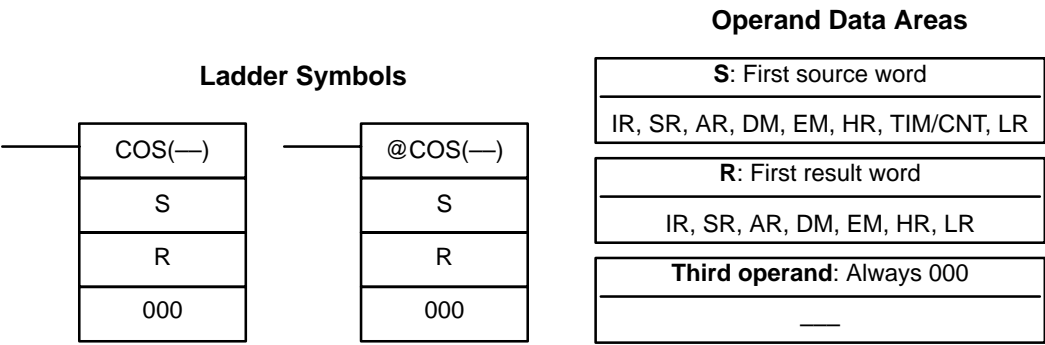 Ladder Symbols
COS(––)
S
R
000
@COS(––)
S
R
000
Operand Data Areas
S: First source word
IR, SR, AR, DM, EM, HR, TIM/CNT, LR
R: First result word
IR, SR, AR, DM, EM, HR, LR
Third operand: Always 000
___